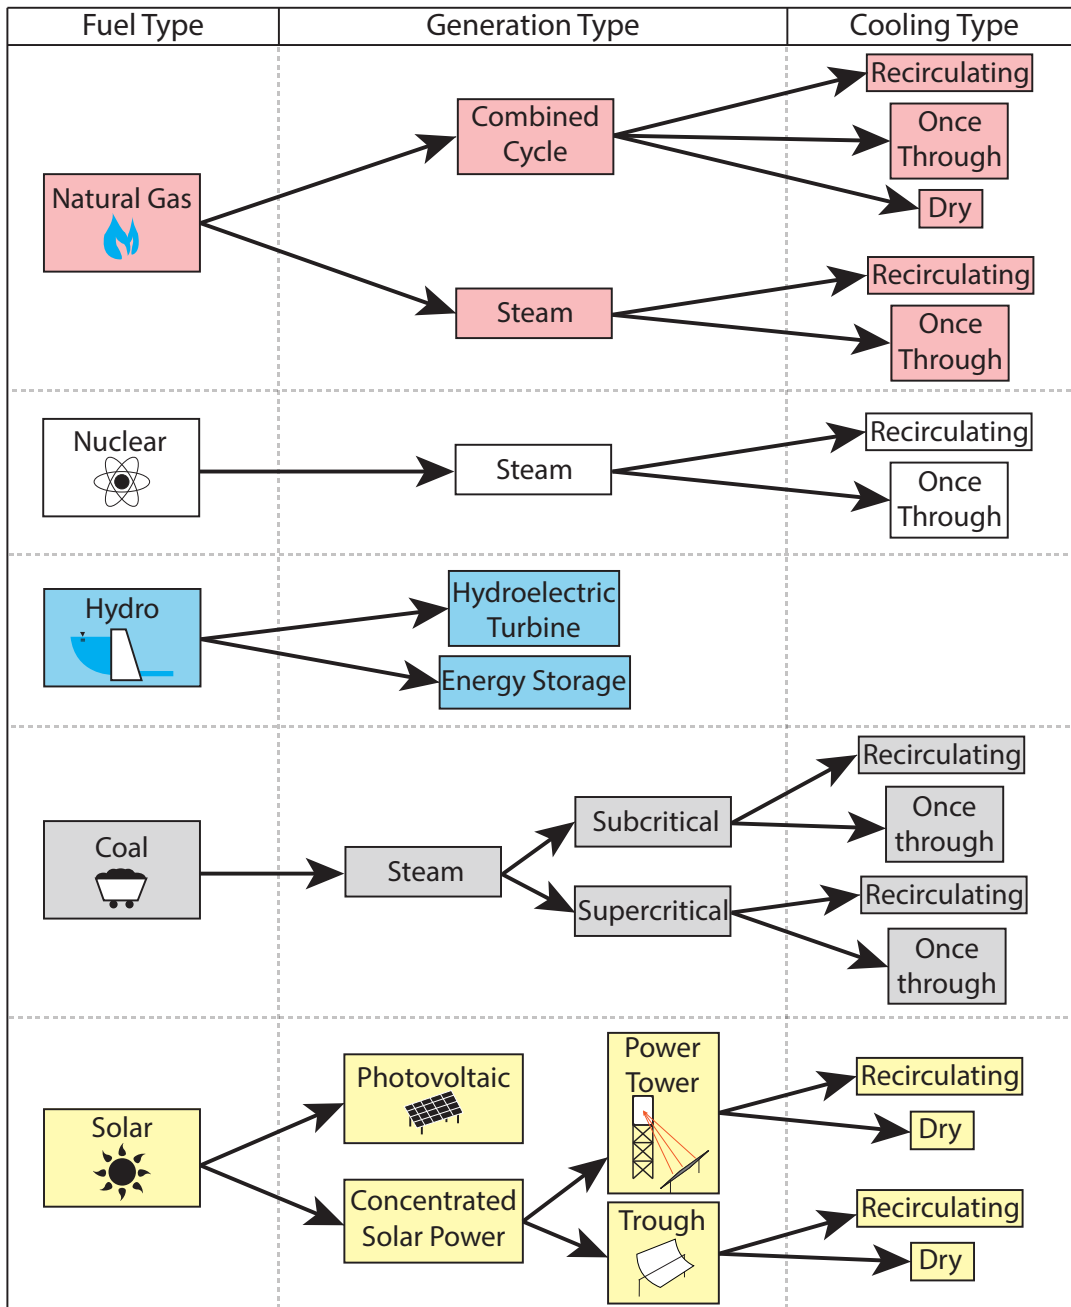 Fuel Type
Generation Type
Cooling Type
Natural Gas
Combined
Cycle
Recirculating
Once
Through
Dry
Steam
Recirculating
Once
Through
Nuclear
Steam
Recirculating
Once
Through
Hydro
Hydroelectric
Turbine
Energy Storage
Coal
Steam
Subcritical
Recirculating
Once
through
Supercritical
Recirculating
Once
through
Solar
Photovoltaic
Concentrated
Solar Power
Power
Tower
Recirculating
Dry
Trough
Recirculating
Dry